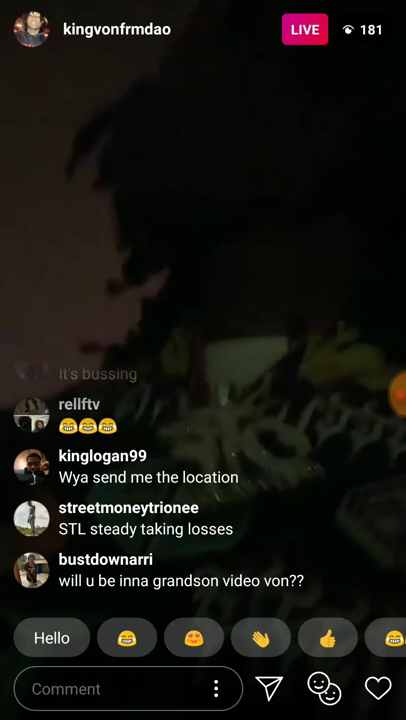 kingvonfrmdao
LIVE
181
It's bussing
rellftv
😂😂😂
kinglogan99
Wya send me the location
streetmoneytrionee
STL steady taking losses
bustdownarri
will u be inna grandson video von??
Hello 😂 😍 👏 👍 😂
Comment